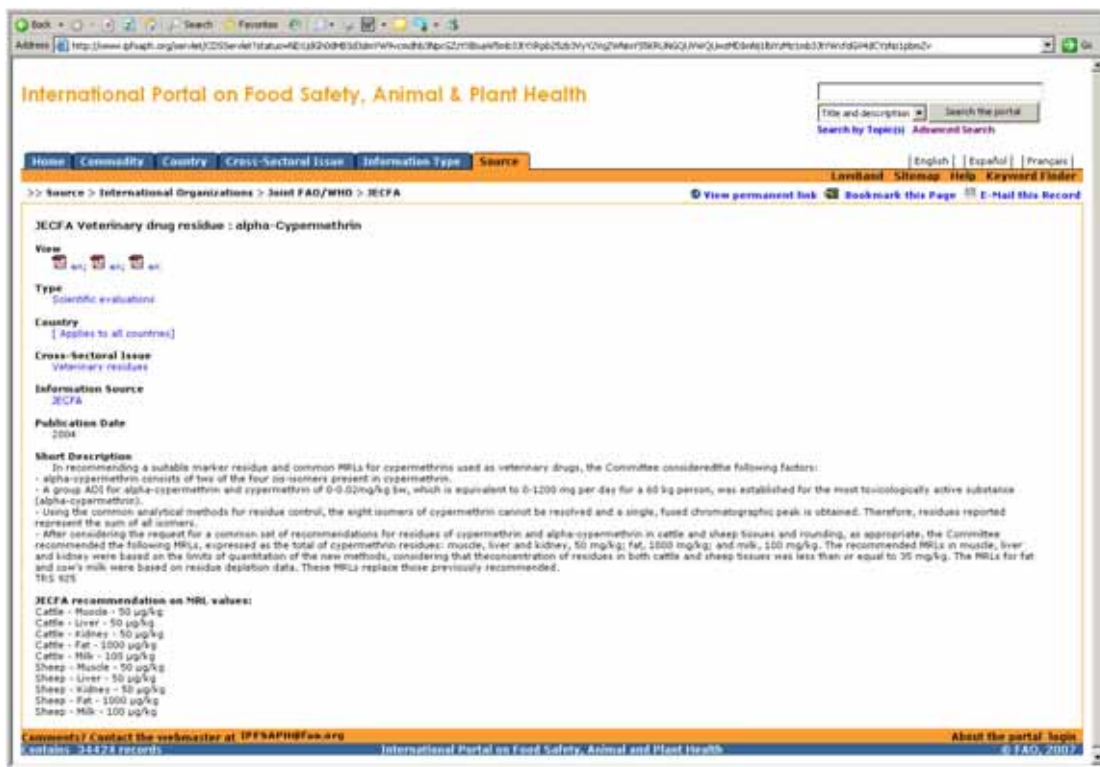 Back Search Favorites
Address
Go
International Portal on Food Safety, Animal & Plant Health
Title and description Search the portal
Search by Topic(s) Advanced Search
Home Commodity Country Cross-Sectoral Issue Information Type Source
| English | | Español | | Français |
Sitemap Help Keyword Finder
>> Source > International Organizations > Joint FAO/WHO > JECFA
View permanent link Bookmark this Page E-Mail this Record
JECFA Veterinary drug residue : alpha-Cypermethrin
View
en; en; en
Type
Scientific evaluations
Country
[ Applies to all countries]
Cross-Sectoral Issue
Veterinary residues
Information Source
JECFA
Publication Date
2004
Short Description
In recommending a suitable marker residue and common MRLs for cypermethrins used as veterinary drugs, the Committee consideredthe following factors:
- alpha-cypermethrin consists of two of the four cis-isomers present in cypermethrin.
- A group ADI for alpha-cypermethrin and cypermethrin of 0-0.02mg/kg bw, which is equivalent to 0-1200 mg per day for a 60 kg person, was established for the most toxicologically active substance
(alpha-cypermethrin).
- Using the common analytical methods for residue control, the eight isomers of cypermethrin cannot be resolved and a single, fused chromatographic peak is obtained. Therefore, residues reported
represent the sum of all isomers.
- After considering the request for a common set of recommendations for residues of cypermethrin and alpha-cypermethrin in cattle and sheep tissues and rounding, as appropriate, the Committee
recommended the following MRLs, expressed as the total of cypermethrin residues: muscle, liver and kidney, 50 mg/kg; fat, 1000 mg/kg; and milk, 100 mg/kg. The recommended MRLs in muscle, liver
and kidney were based on the limits of quantitation of the new methods, considering that theconcentration of residues in both cattle and sheep tissues was less than or equal to 35 mg/kg. The MRLs for fat
and cow's milk were based on residue depletion data. These MRLs replace those previously recommended.
TRS 925
JECFA recommendation on MRL values:
Cattle - Muscle - 50 µg/kg
Cattle - Liver - 50 µg/kg
Cattle - Kidney - 50 µg/kg
Cattle - Fat - 1000 µg/kg
Cattle - Milk - 100 µg/kg
Sheep - Muscle - 50 µg/kg
Sheep - Liver - 50 µg/kg
Sheep - Kidney - 50 µg/kg
Sheep - Fat - 1000 µg/kg
Sheep - Milk - 100 µg/kg
Comments? Contact the webmaster at IPFSAPH@fao.org
About the portal login
Contains 34424 records International Portal on Food Safety, Animal and Plant Health © FAO, 2007